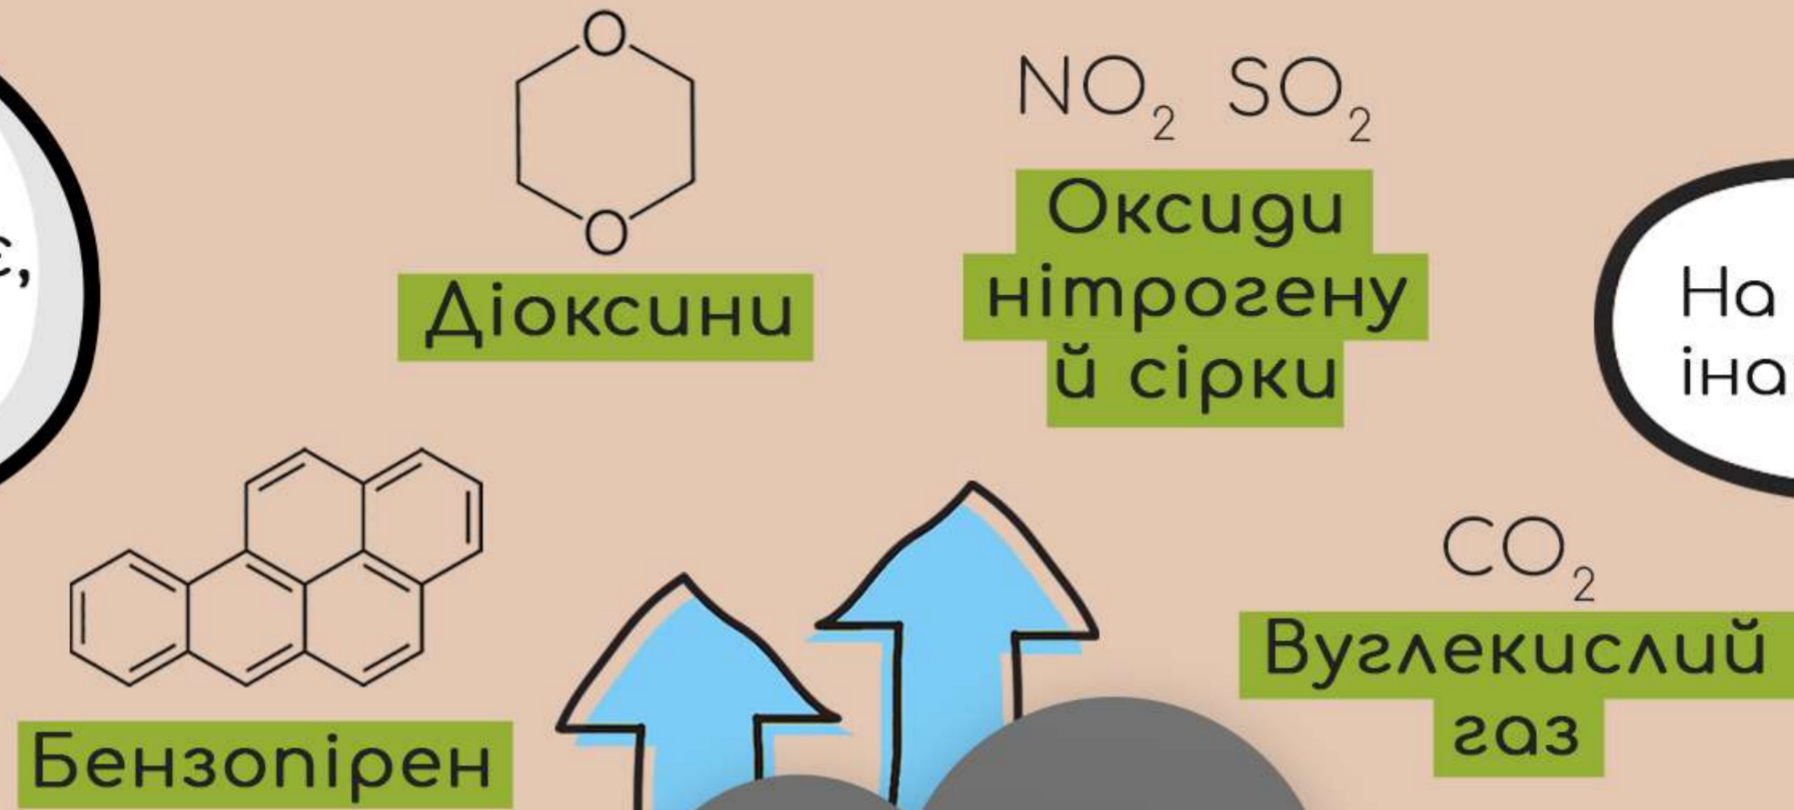 O
O
Діоксини
NO₂ SO₂
Оксиди
нітрогену
й сірки
На
Бензопірен
CO₂
Вуглекислий
газ